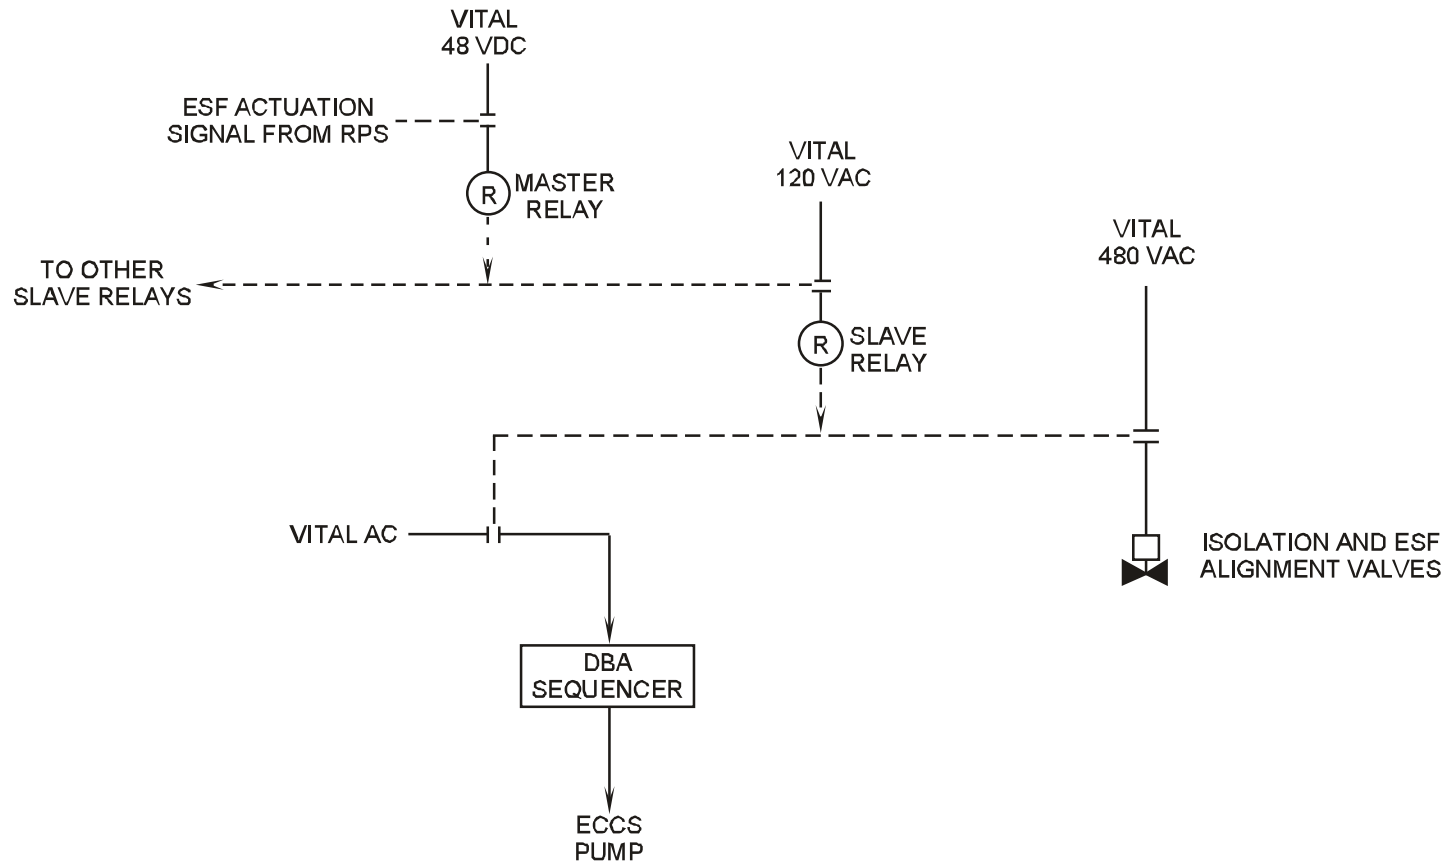 VITAL
48 VDC
ESF ACTUATION
SIGNAL FROM RPS
VITAL
120 VAC
R
MASTER
RELAY
VITAL
480 VAC
TO OTHER
SLAVE RELAYS
R
SLAVE
RELAY
VITAL AC
ISOLATION AND ESF
ALIGNMENT VALVES
DBA
SEQUENCER
ECCS
PUMP